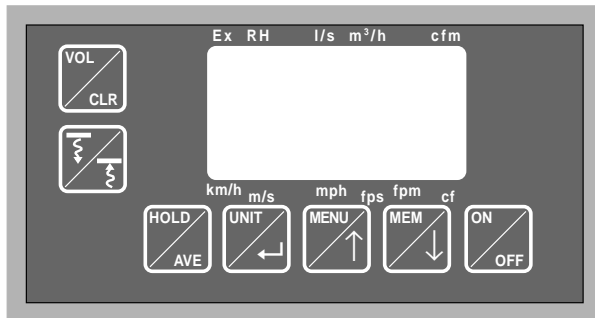 Ex RH l/s m³/h cfm
VOL
CLR
km/h m/s mph fps fpm cf
HOLD
AVE
UNIT
MENU
MEM
ON
OFF